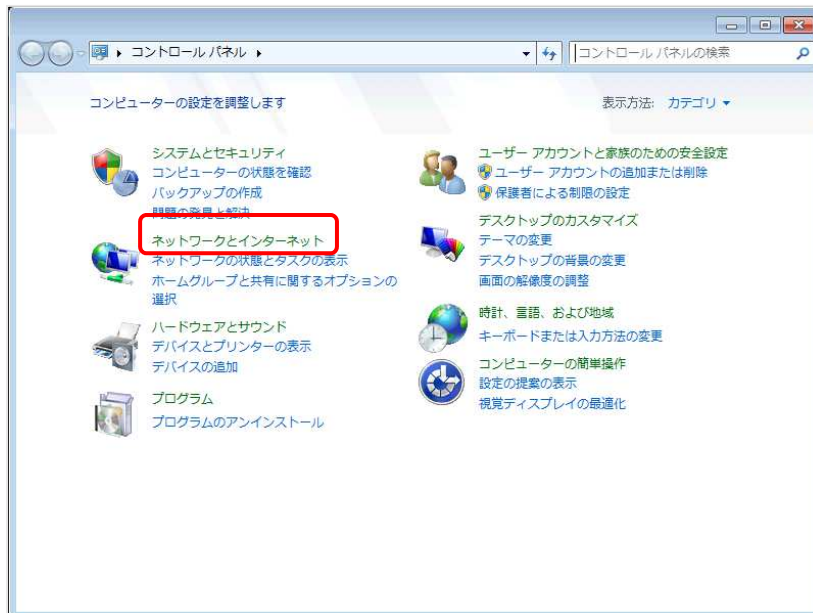 コントロール パネル
コントロール パネルの検索
コンピューターの設定を調整します
表示方法: カテゴリ
システムとセキュリティ
コンピューターの状態を確認
バックアップの作成
問題の発見と解決
ネットワークとインターネット
ネットワークの状態とタスクの表示
ホームグループと共有に関するオプションの
選択
ハードウェアとサウンド
デバイスとプリンターの表示
デバイスの追加
プログラム
プログラムのアンインストール
ユーザー アカウントと家族のための安全設定
ユーザー アカウントの追加または削除
保護者による制限の設定
デスクトップのカスタマイズ
テーマの変更
デスクトップの背景の変更
画面の解像度の調整
時計、言語、および地域
キーボードまたは入力方法の変更
コンピューターの簡単操作
設定の提案の表示
視覚ディスプレイの最適化